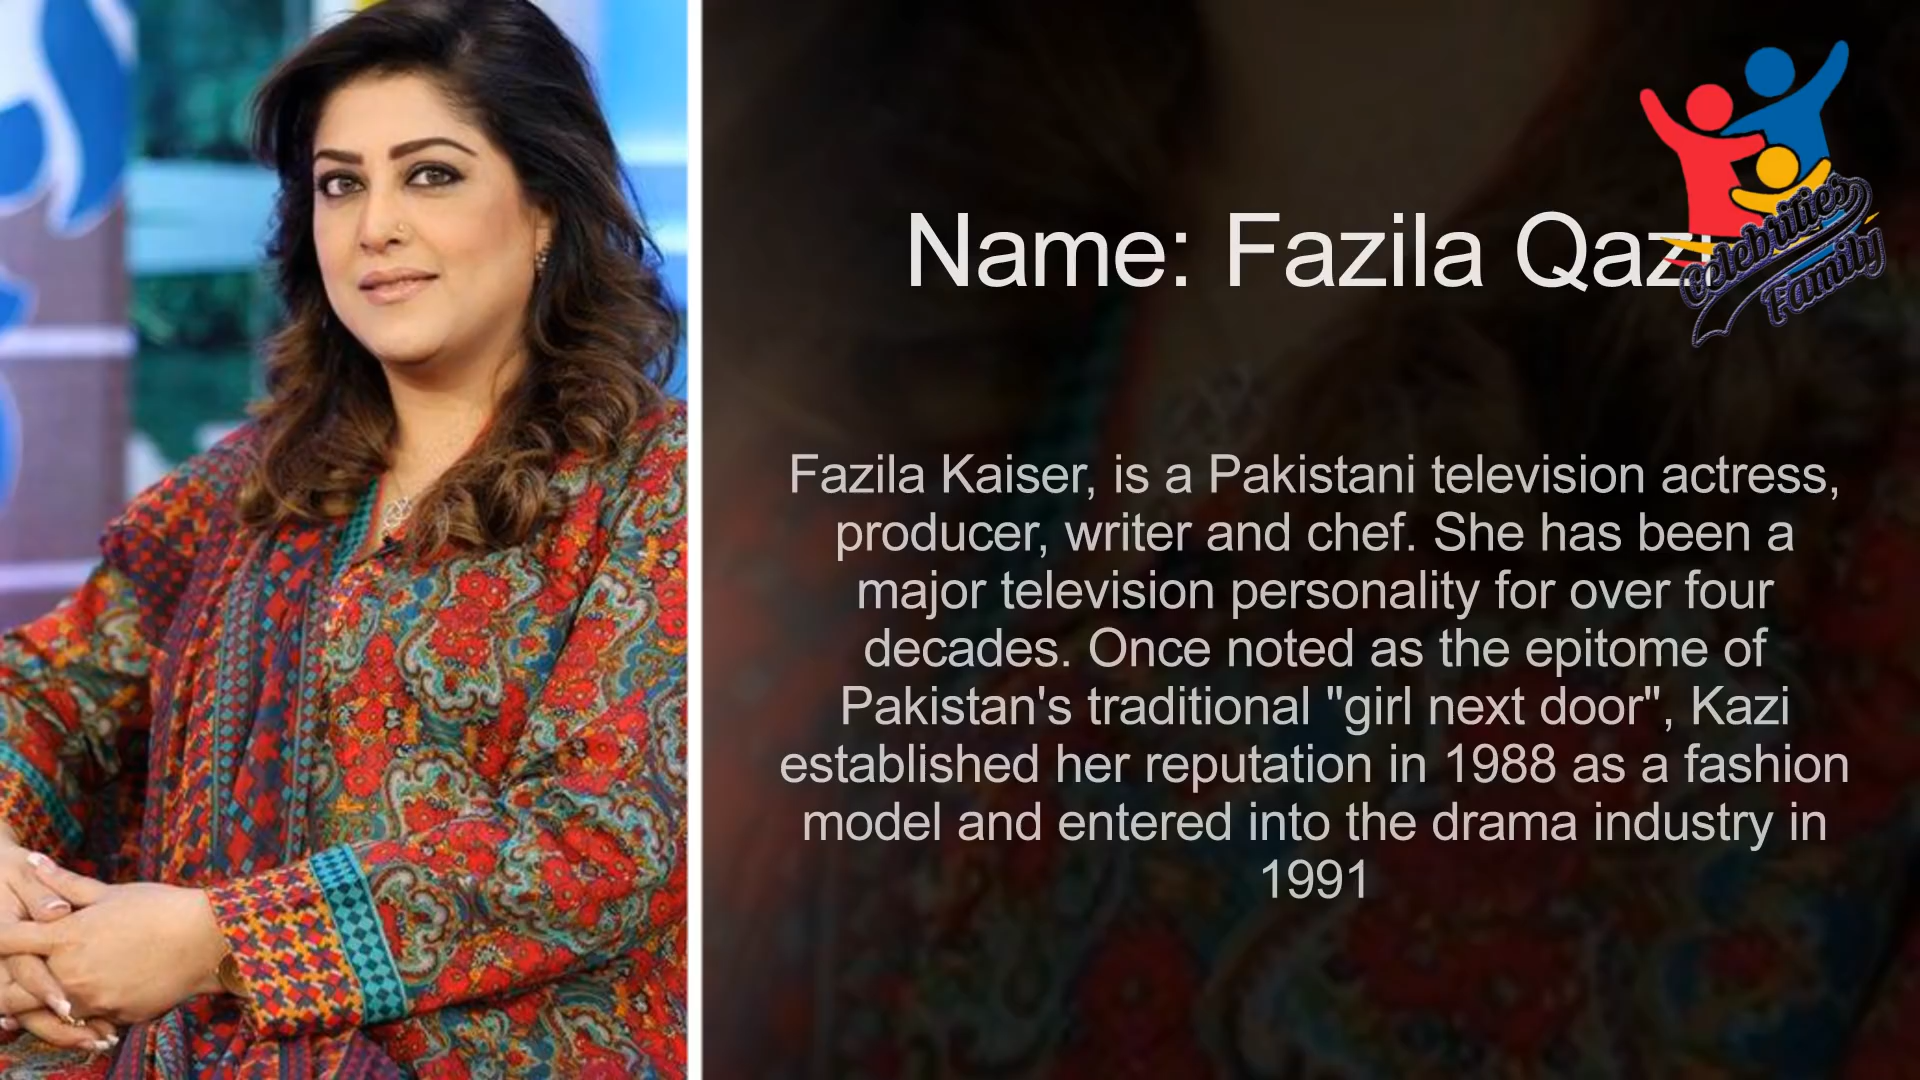 Name: Fazila Qazi
Celebrities
Family
Fazila Kaiser, is a Pakistani television actress,
producer, writer and chef. She has been a
major television personality for over four
decades. Once noted as the epitome of
Pakistan's traditional "girl next door", Kazi
established her reputation in 1988 as a fashion
model and entered into the drama industry in
1991